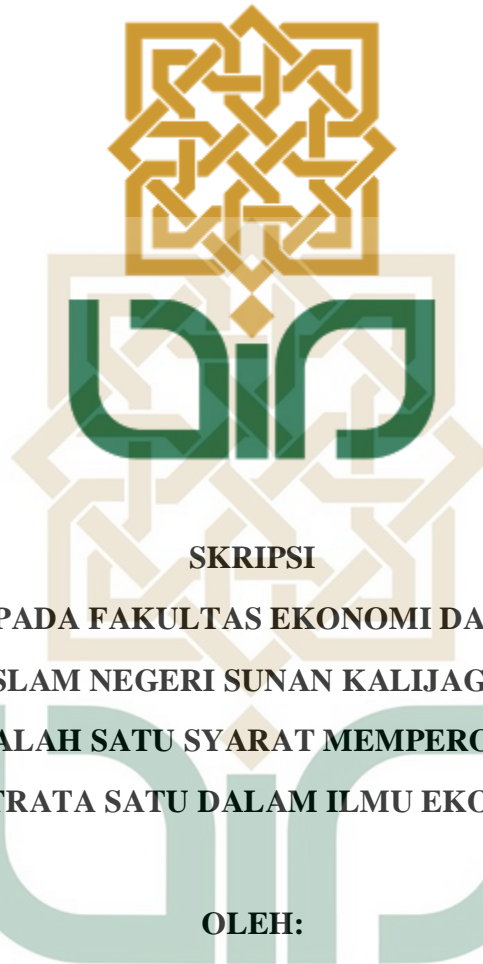 SKRIPSI
PADA FAKULTAS EKONOMI DA
SLAM NEGERI SUNAN KALIJAG
ALAH SATU SYARAT MEMPERO
TRATA SATU DALAM ILMU EKO
OLEH: